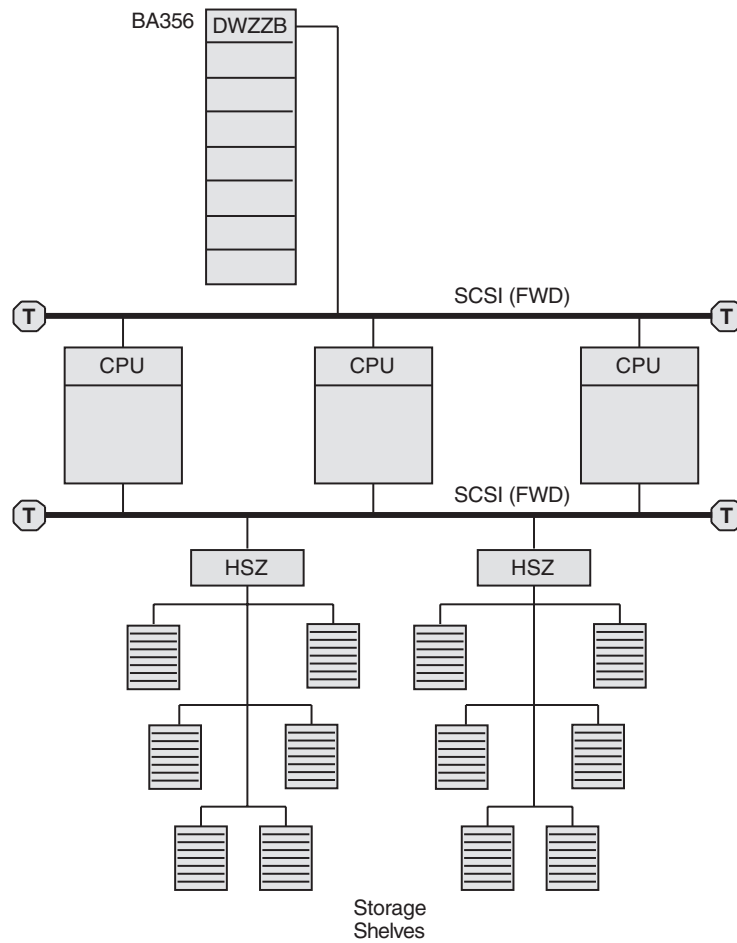 BA356 DWZZB
SCSI (FWD)
T T
CPU CPU CPU
SCSI (FWD)
T T
HSZ HSZ
Storage
Shelves